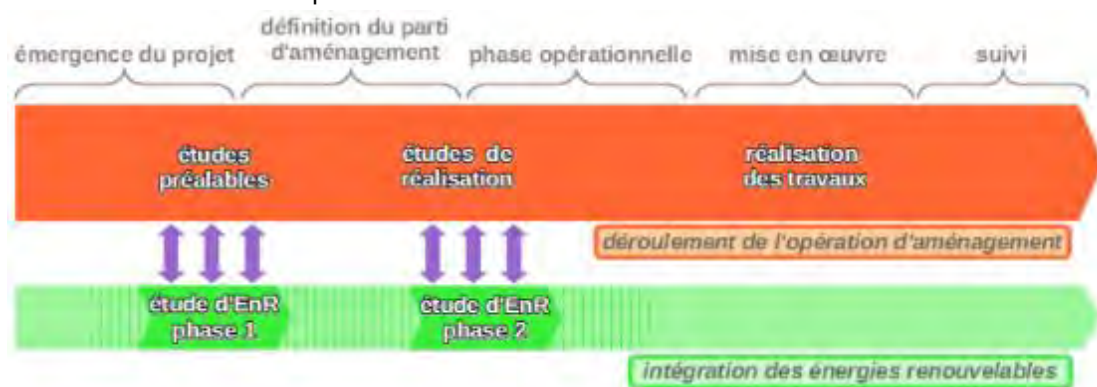 émergence du projet
définition du parti
d'aménagement
phase opérationnelle
mise en œuvre
suivi
études
préalables
études de
réalisation
réalisation
des travaux
déroulement de l'opération d'aménagement
étude d'EnR
phase 1
étude d'EnR
phase 2
intégration des énergies renouvelables